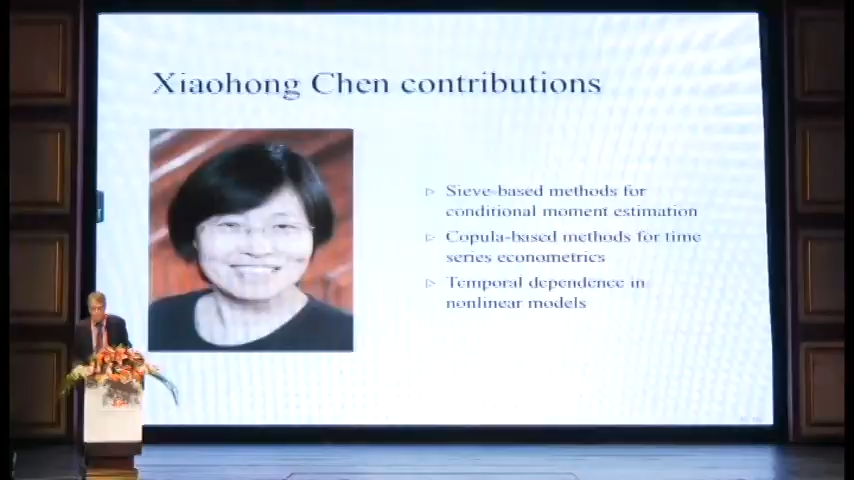 Xiaohong Chen contributions
Sieve-based methods for
conditional moment estimation
Copula-based methods for time
series econometrics
Temporal dependence in
nonlinear models